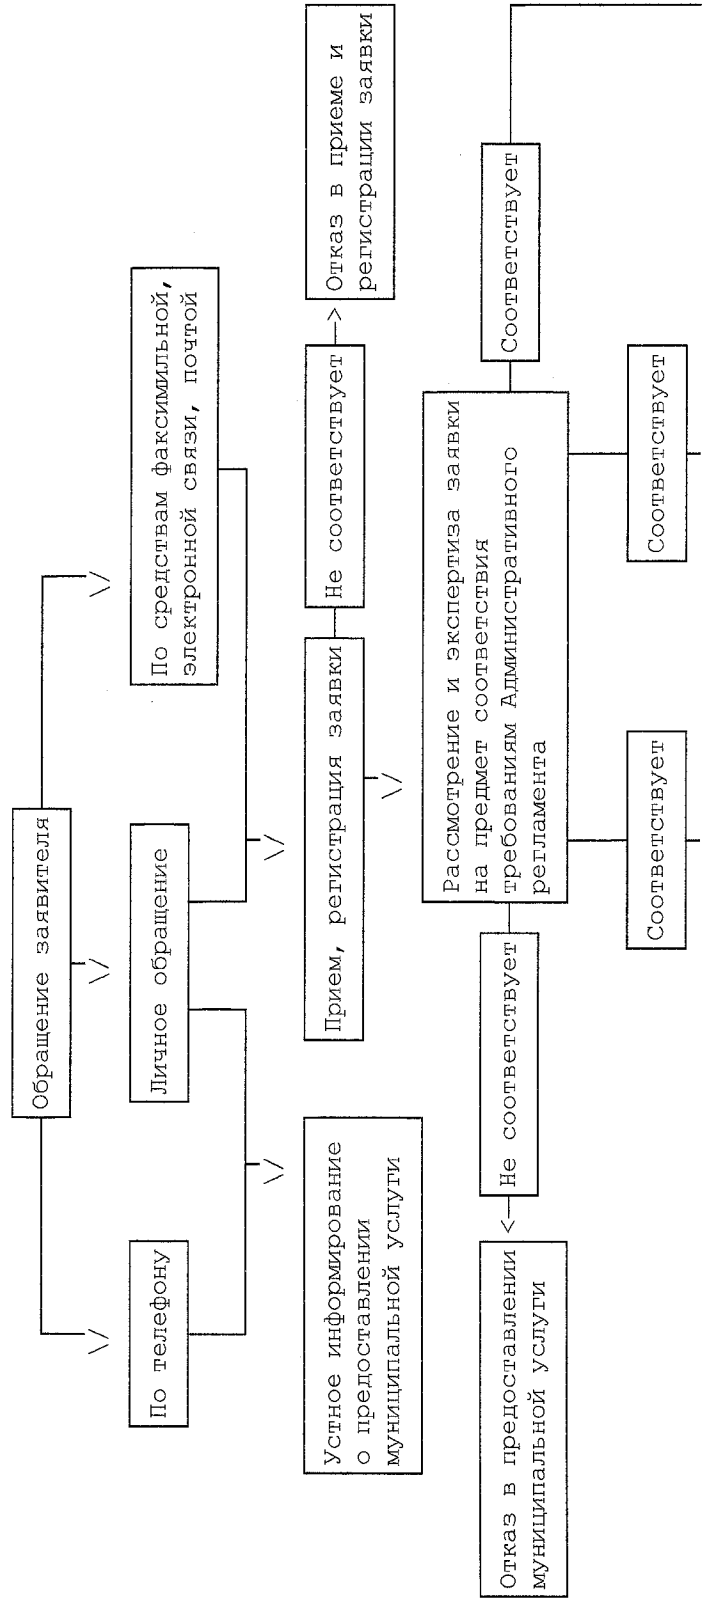 Обращение заявителя
По телефону
Личное обращение
По средствам факсимильной,
электронной связи, почтой
Устное информирование
о предоставлении
муниципальной услуги
Прием, регистрация заявки
Не соответствует
Отказ в приеме и
регистрации заявки
Отказ в предоставлении
муниципальной услуги
Не соответствует
Рассмотрение и экспертиза заявки
на предмет соответствия
требованиям Административного
регламента
Соответствует
Соответствует
Соответствует